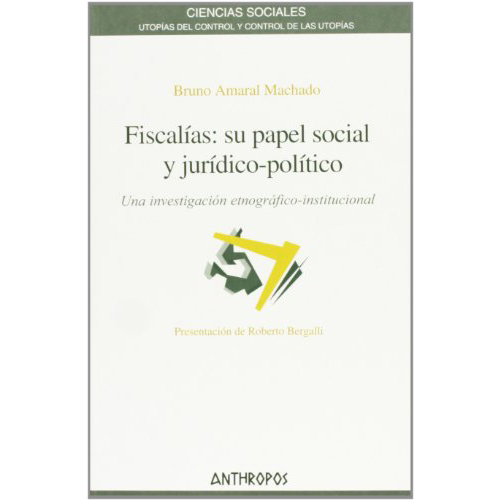 CIENCIAS SOCIALES
UTOPÍAS DEL CONTROL Y CONTROL DE LAS UTOPÍAS
Bruno Amaral Machado
Fiscalías: su papel social
y jurídico-político
Una investigación etnográfico-institucional
Presentación de Roberto Bergalli
ANTHROPOS